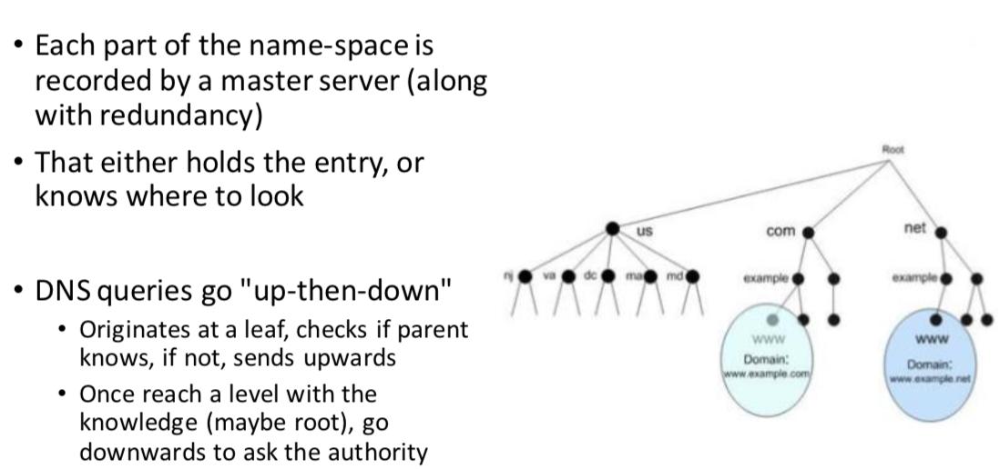 • Each part of the name-space is
recorded by a master server (along
with redundancy)
• That either holds the entry, or
knows where to look
• DNS queries go "up-then-down"
• Originates at a leaf, checks if parent
knows, if not, sends upwards
• Once reach a level with the
knowledge (maybe root), go
downwards to ask the authority
Root
us
com
net
nj va dc ma md
example
example
www
Domain:
www.example.com
www
Domain:
www.example.net